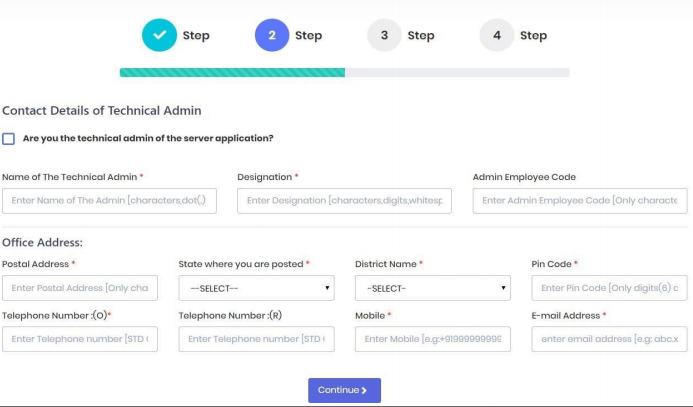 Step 2 Step 3 Step 4 Step
Contact Details of Technical Admin
Are you the technical admin of the server application?
Name of The Technical Admin * Designation * Admin Employee Code
Enter Name of The Admin [characters,dot(,) Enter Designation [characters,digits,whitesp Enter Admin Employee Code [Only characte
Office Address:
Postal Address * State where you are posted * District Name * Pin Code *
Enter Postal Address [Only cha --SELECT-- -SELECT- Enter Pin Code [Only digits(6) c
Telephone Number :(O)* Telephone Number :(R) Mobile * E-mail Address *
Enter Telephone number [STD Enter Telephone number [STD Enter Mobile [e.g:+91999999999 enter email address [e.g: abc.x
Continue